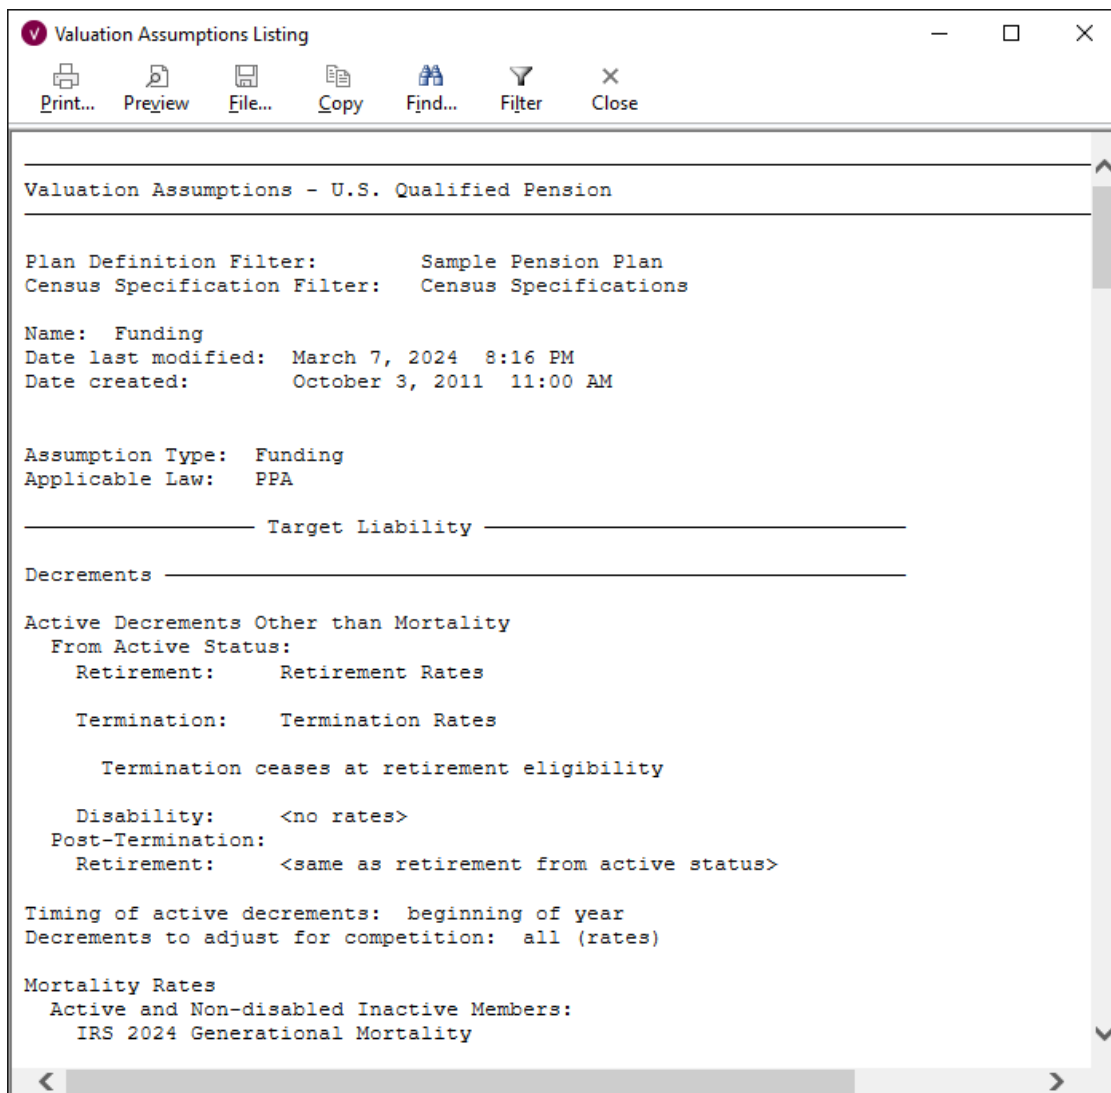 V Valuation Assumptions Listing
Print... Preview File... Copy Find... Filter Close
Valuation Assumptions - U.S. Qualified Pension
Plan Definition Filter: Sample Pension Plan
Census Specification Filter: Census Specifications
Name: Funding
Date last modified: March 7, 2024 8:16 PM
Date created: October 3, 2011 11:00 AM
Assumption Type: Funding
Applicable Law: PPA
Target Liability
Decrements
Active Decrements Other than Mortality
From Active Status:
Retirement: Retirement Rates
Termination: Termination Rates
Termination ceases at retirement eligibility
Disability: <no rates>
Post-Termination:
Retirement: <same as retirement from active status>
Timing of active decrements: beginning of year
Decrements to adjust for competition: all (rates)
Mortality Rates
Active and Non-disabled Inactive Members:
IRS 2024 Generational Mortality